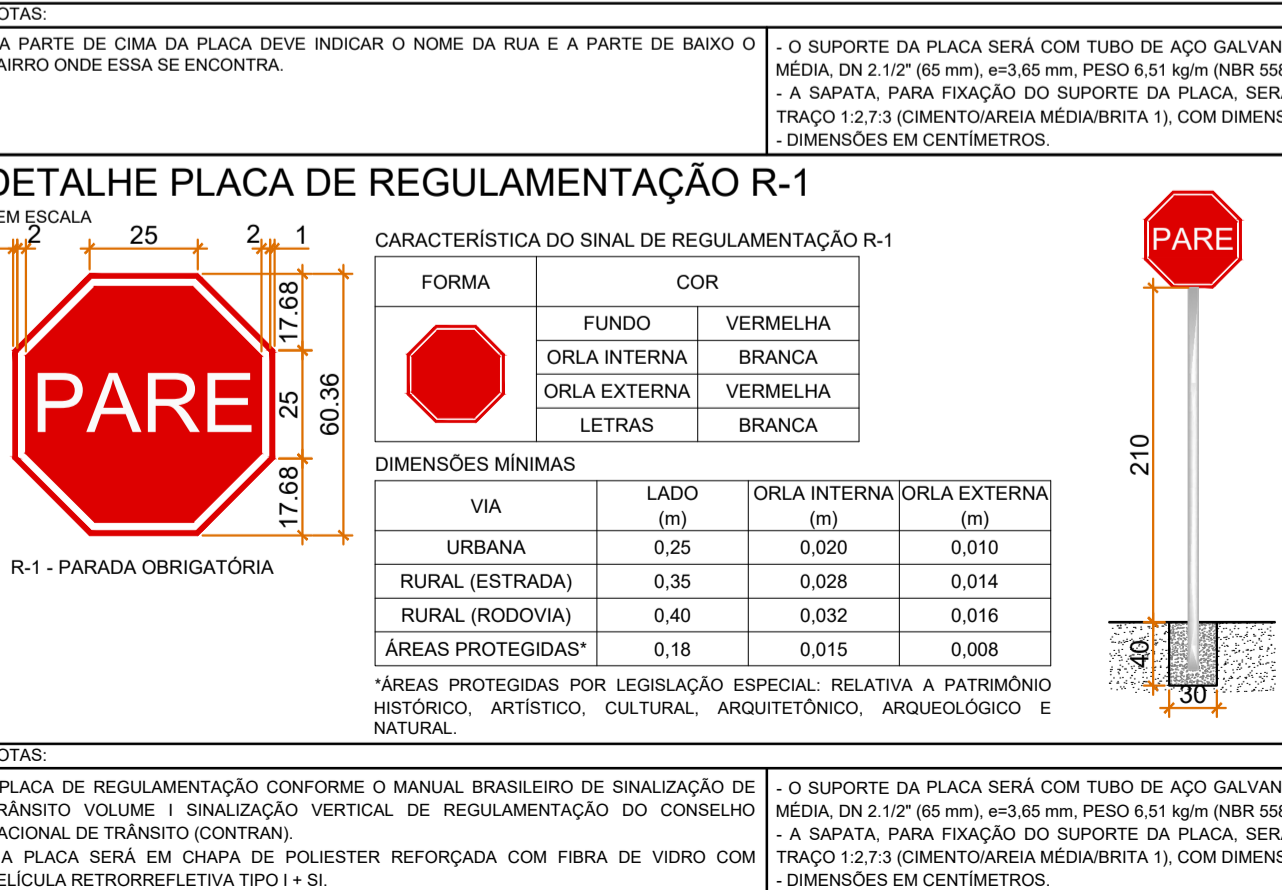 OTAS:
A PARTE DE CIMA DA PLACA DEVE INDICAR O NOME DA RUA E A PARTE DE BAIXO O
AIRRO ONDE ESSA SE ENCONTRA.
- O SUPORTE DA PLACA SERÁ COM TUBO DE AÇO GALVAN
MÉDIA, DN 2.1/2" (65 mm), e=3,65 mm, PESO 6,51 kg/m (NBR 558
- A SAPATA, PARA FIXAÇÃO DO SUPORTE DA PLACA, SER
TRAÇO 1:2,7:3 (CIMENTO/AREIA MÉDIA/BRITA 1), COM DIMENS
- DIMENSÕES EM CENTÍMETROS.
DETALHE PLACA DE REGULAMENTAÇÃO R-1
EM ESCALA
2 25 2 1
17.68
25
17.68
60.36
PARE
R-1 - PARADA OBRIGATÓRIA
CARACTERÍSTICA DO SINAL DE REGULAMENTAÇÃO R-1
FORMA COR
FUNDO VERMELHA
ORLA INTERNA BRANCA
ORLA EXTERNA VERMELHA
LETRAS BRANCA
DIMENSÕES MÍNIMAS
VIA LADO (m) ORLA INTERNA (m) ORLA EXTERNA (m)
URBANA 0,25 0,020 0,010
RURAL (ESTRADA) 0,35 0,028 0,014
RURAL (RODOVIA) 0,40 0,032 0,016
ÁREAS PROTEGIDAS* 0,18 0,015 0,008
*ÁREAS PROTEGIDAS POR LEGISLAÇÃO ESPECIAL: RELATIVA A PATRIMÔNIO
HISTÓRICO, ARTÍSTICO, CULTURAL, ARQUITETÔNICO, ARQUEOLÓGICO E
NATURAL.
PARE
210
40
30
OTAS:
PLACA DE REGULAMENTAÇÃO CONFORME O MANUAL BRASILEIRO DE SINALIZAÇÃO DE
RÂNSITO VOLUME I SINALIZAÇÃO VERTICAL DE REGULAMENTAÇÃO DO CONSELHO
ACIONAL DE TRÂNSITO (CONTRAN).
A PLACA SERÁ EM CHAPA DE POLIESTER REFORÇADA COM FIBRA DE VIDRO COM
ELÍCULA RETRORREFLETIVA TIPO I + SI.
- O SUPORTE DA PLACA SERÁ COM TUBO DE AÇO GALVAN
MÉDIA, DN 2.1/2" (65 mm), e=3,65 mm, PESO 6,51 kg/m (NBR 558
- A SAPATA, PARA FIXAÇÃO DO SUPORTE DA PLACA, SER
TRAÇO 1:2,7:3 (CIMENTO/AREIA MÉDIA/BRITA 1), COM DIMENS
- DIMENSÕES EM CENTÍMETROS.